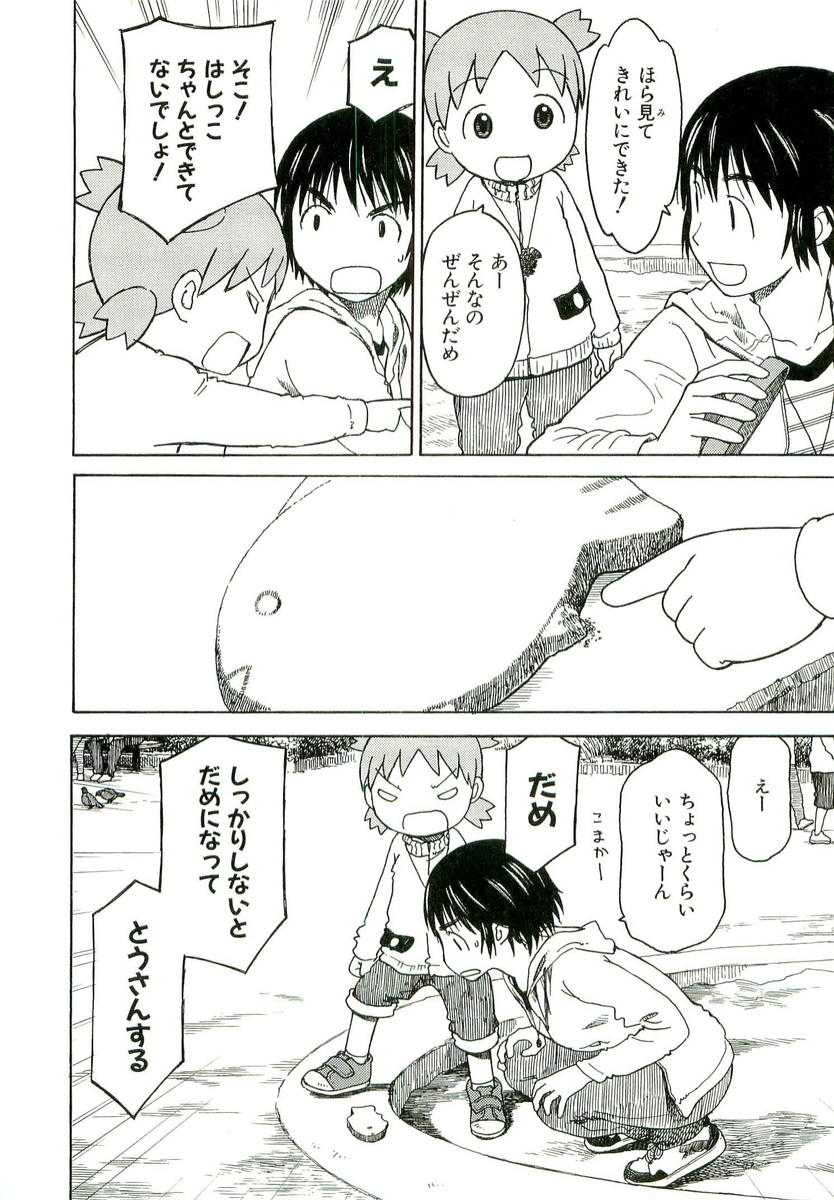 ほら見て
み
きれいにできた!
あー
そんなの
ぜんぜんだめ
え
そこ!
はしっこ
ちゃんとできて
ないでしょ!
えー
ちょっとくらい
いいじゃーん
こまかー
だめ
しっかりしないと
だめになって
とうさんする